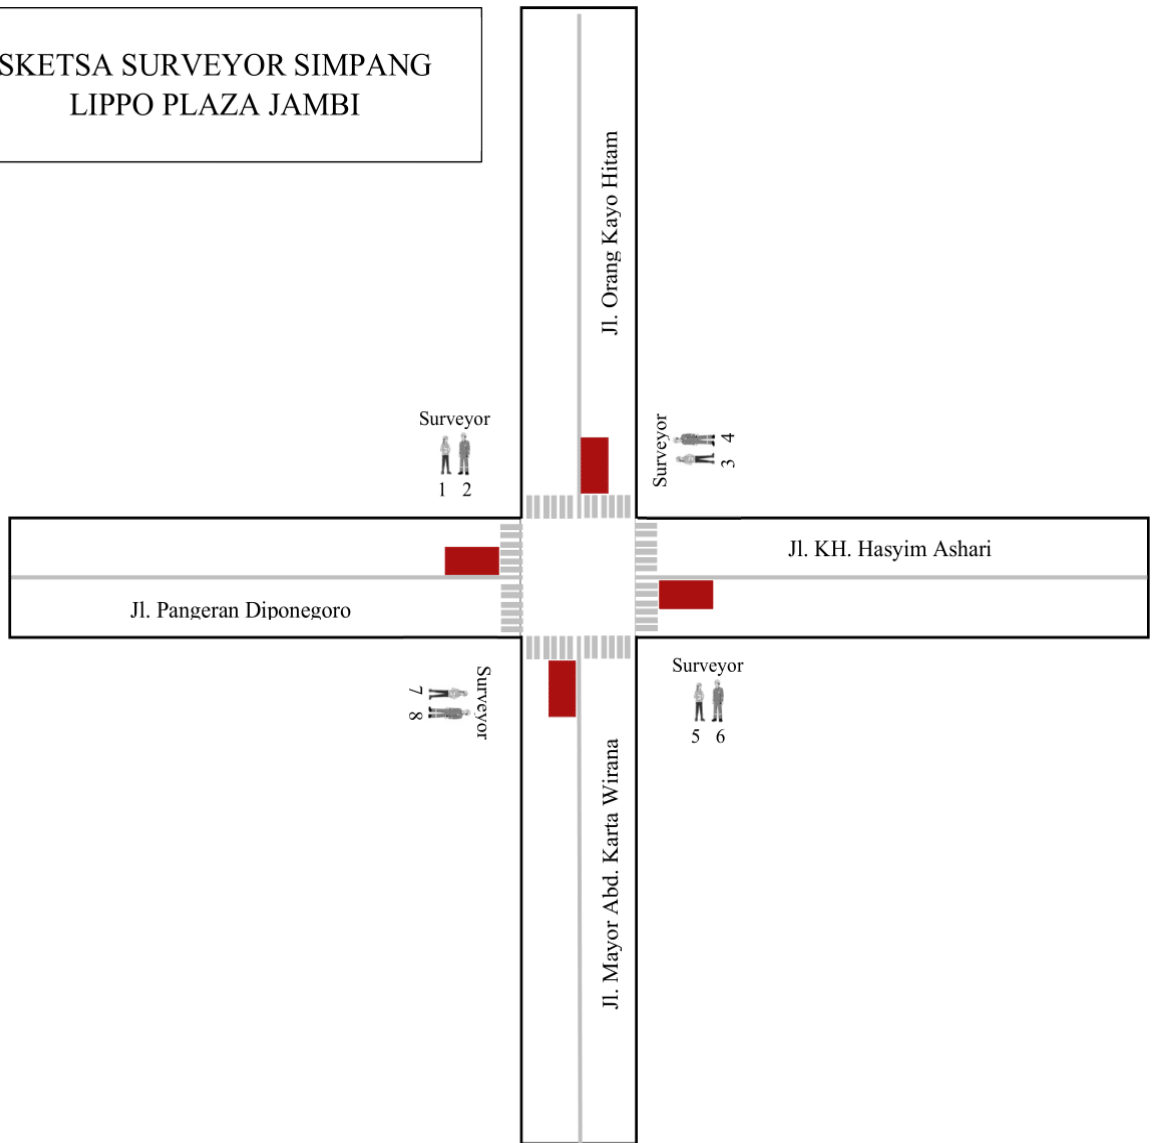 SKETSA SURVEYOR SIMPANG
LIPPO PLAZA JAMBI
Jl. Orang Kayo Hitam
Surveyor
1 2
Surveyor
3 4
Jl. KH. Hasyim Ashari
Jl. Pangeran Diponegoro
Surveyor
7 8
Surveyor
5 6
Jl. Mayor Abd. Karta Wirana